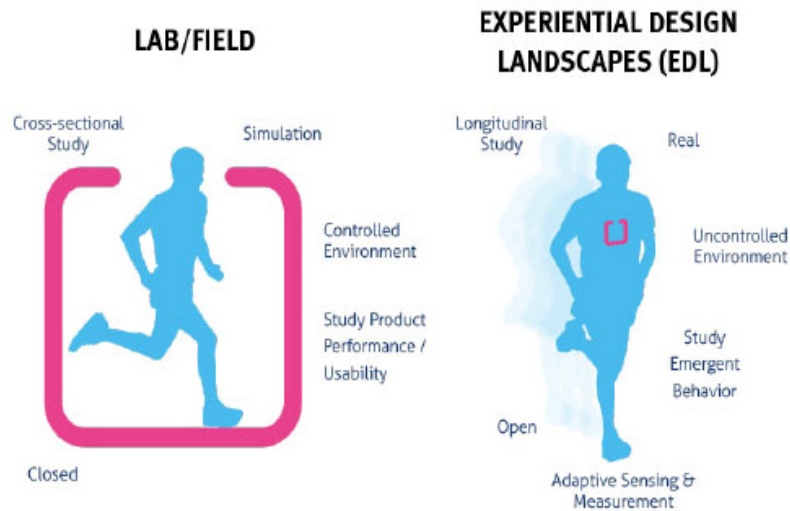 LAB/FIELD
Cross-sectional
Study
Simulation
Controlled
Environment
Study Product
Performance /
Usability
Closed
EXPERIENTIAL DESIGN
LANDSCAPES (EDL)
Longitudinal
Study
Real
Uncontrolled
Environment
Study
Emergent
Behavior
Open
Adaptive Sensing &
Measurement